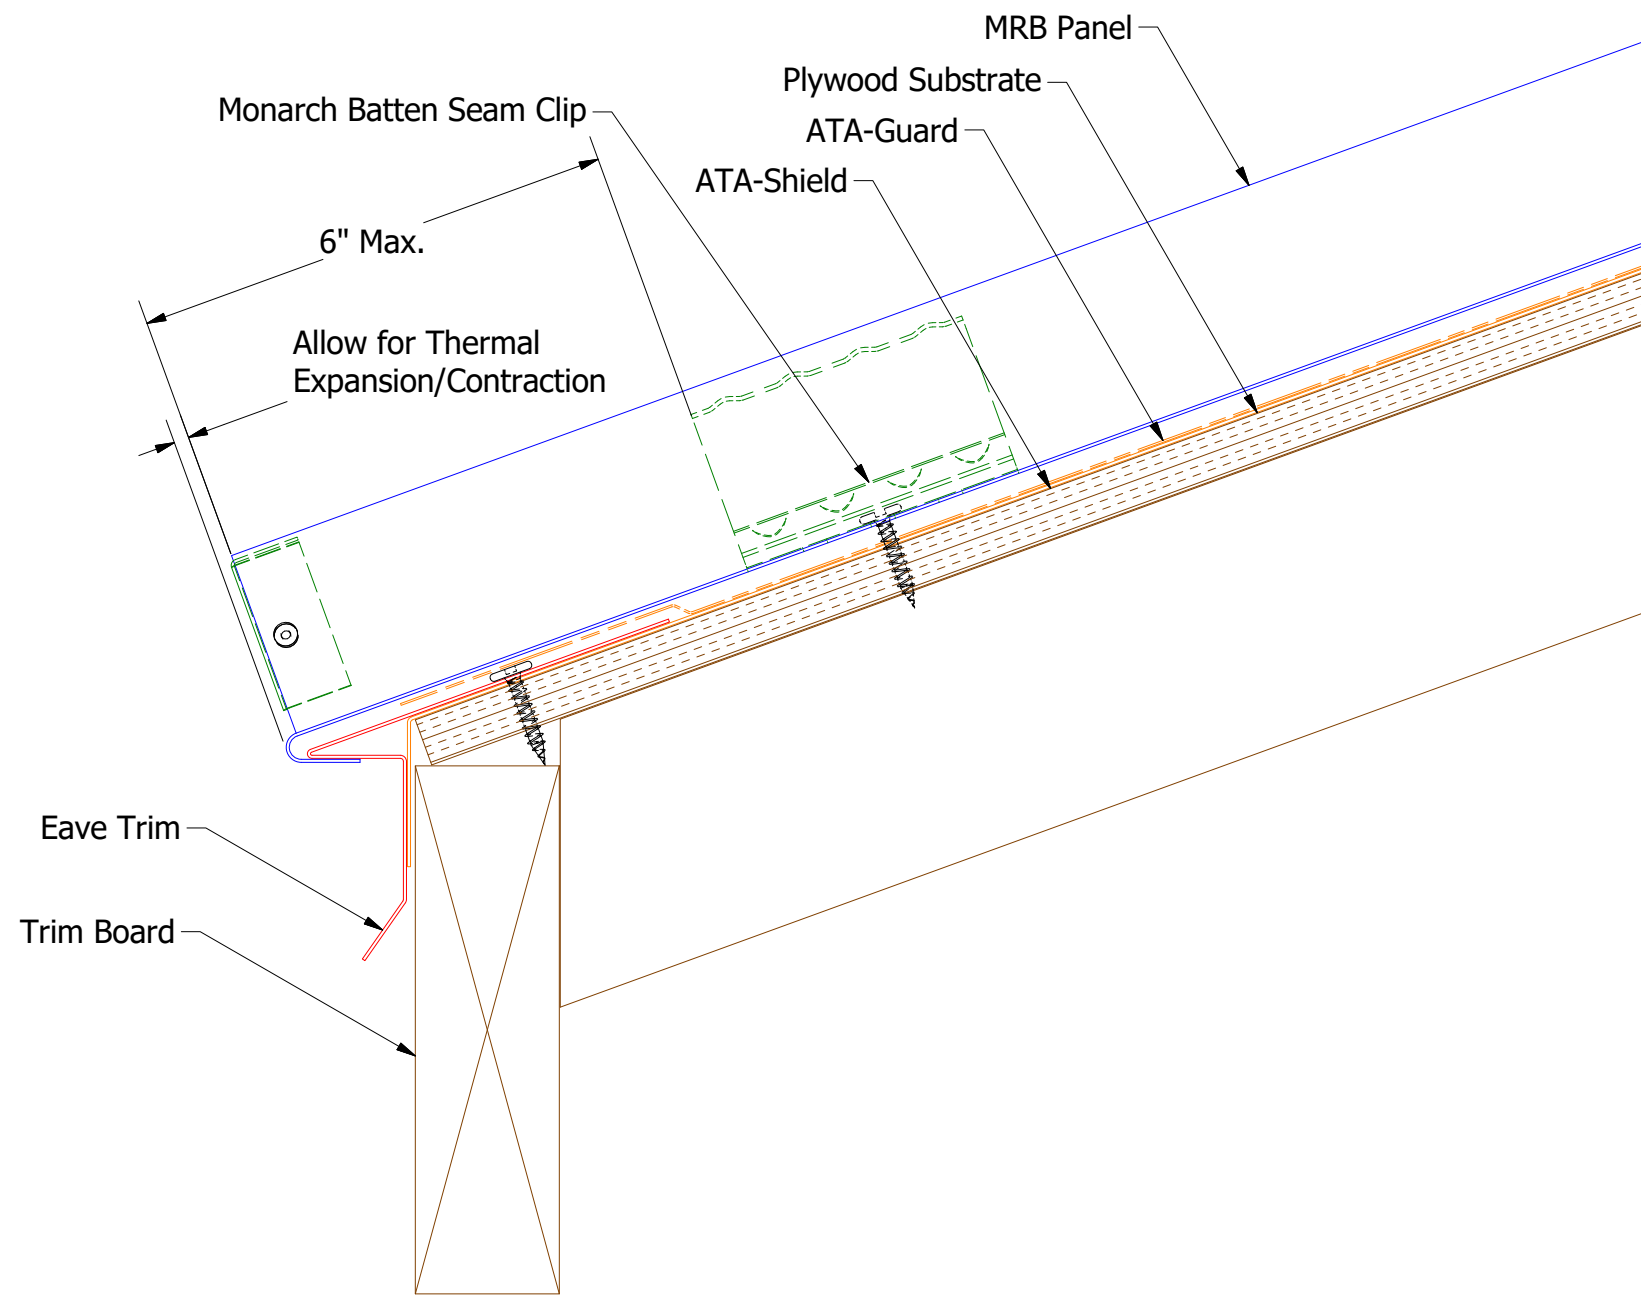 MRB Panel
Plywood Substrate
Monarch Batten Seam Clip
ATA-Guard
ATA-Shield
6" Max.
Allow for Thermal
Expansion/Contraction
Eave Trim
Trim Board